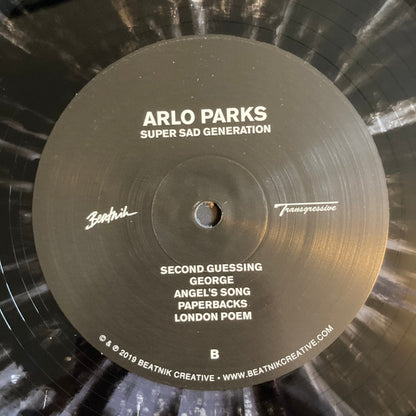 ARLO PARKS
SUPER SAD GENERATION
Beatnik
Transgressive
SECOND GUESSING
GEORGE
ANGEL'S SONG
PAPERBACKS
LONDON POEM
B
© & ℗ 2019 BEATNIK CREATIVE • WWW.BEATNIKCREATIVE.COM